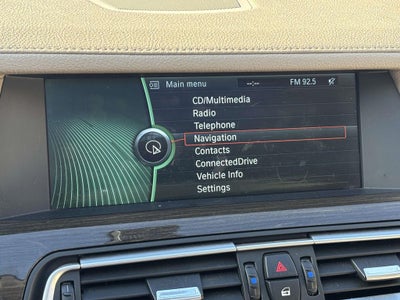 Main menu --:-- FM 92.5
CD/Multimedia
Radio
Telephone
Navigation
Contacts
ConnectedDrive
Vehicle Info
Settings